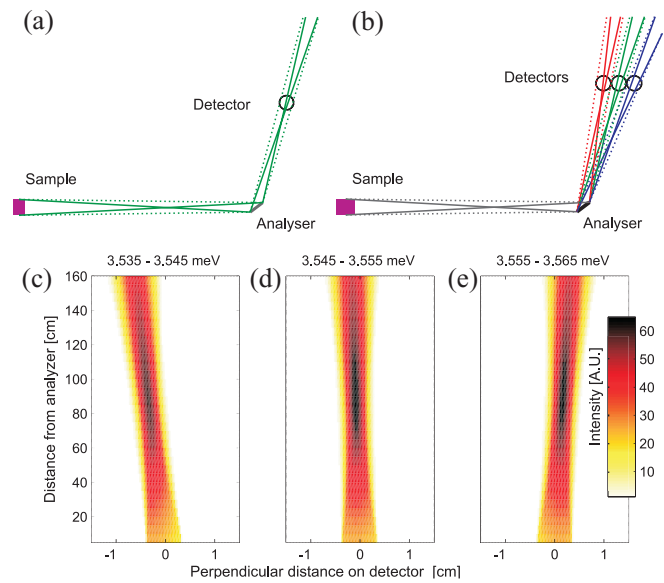 (a)
(b)
Detector
Detectors
Sample
Sample
Analyser
Analyser
(c) 3,535 - 3,545 meV
(d) 3,545 - 3,555 meV
(e) 3,555 - 3,565 meV
160
140
120
100
80
60
40
20
Distance from analyzer [cm]
-1 0 1
-1 0 1
-1 0 1
Perpendicular distance on detector [cm]
60
50
40
30
20
10
Intensity [A.U.]